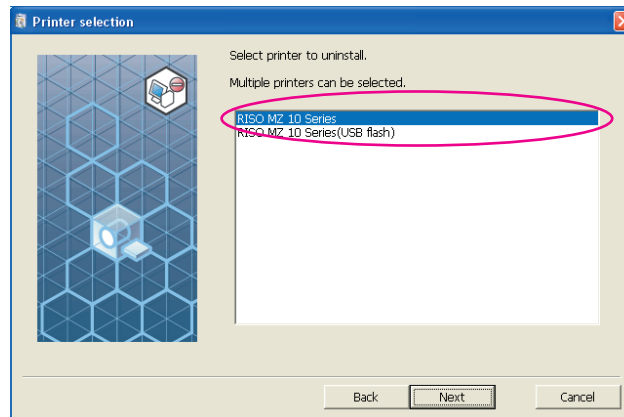 Printer selection
Select printer to uninstall.
Multiple printers can be selected.
RISO MZ 10 Series
RISO MZ 10 Series(USB flash)
Back
Next
Cancel